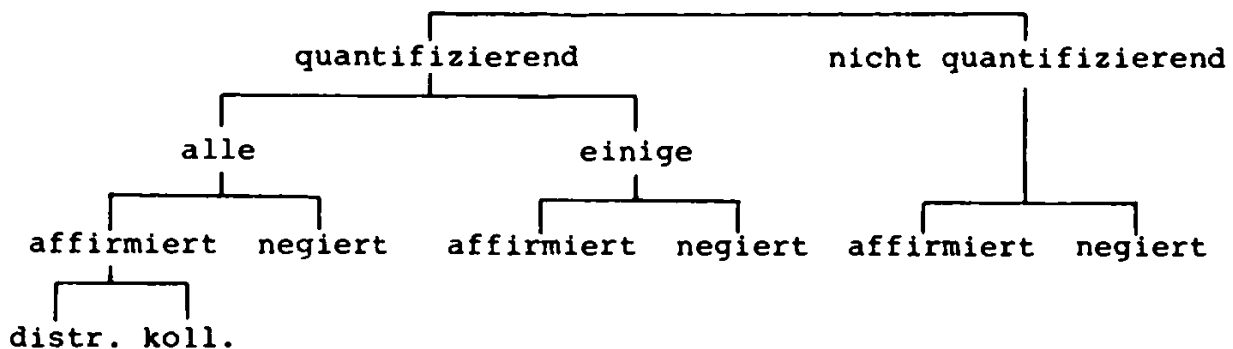 quantifizierend nicht quantifizierend
alle einige
affirmiert negiert affirmiert negiert affirmiert negiert
distr. koll.